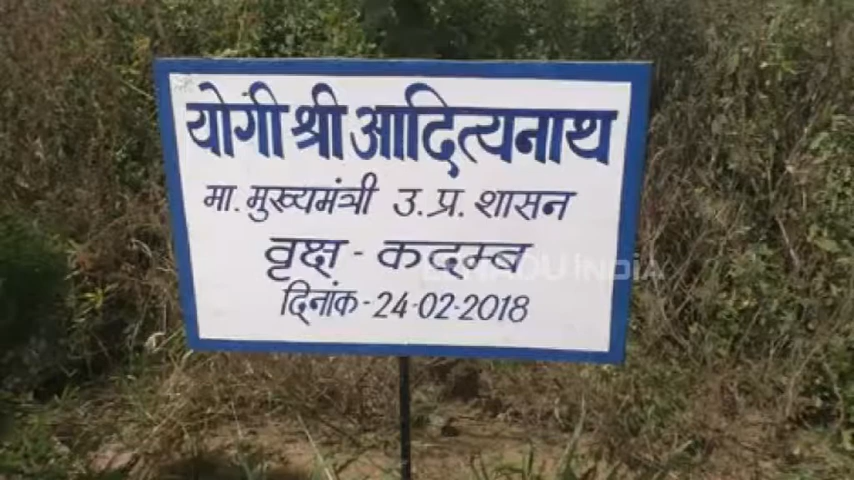 योगी श्री आदित्यनाथ
मा. मुख्यमंत्री उ. प्र. शासन
वृक्ष - कदम्ब
दिनांक - 24-02-2018